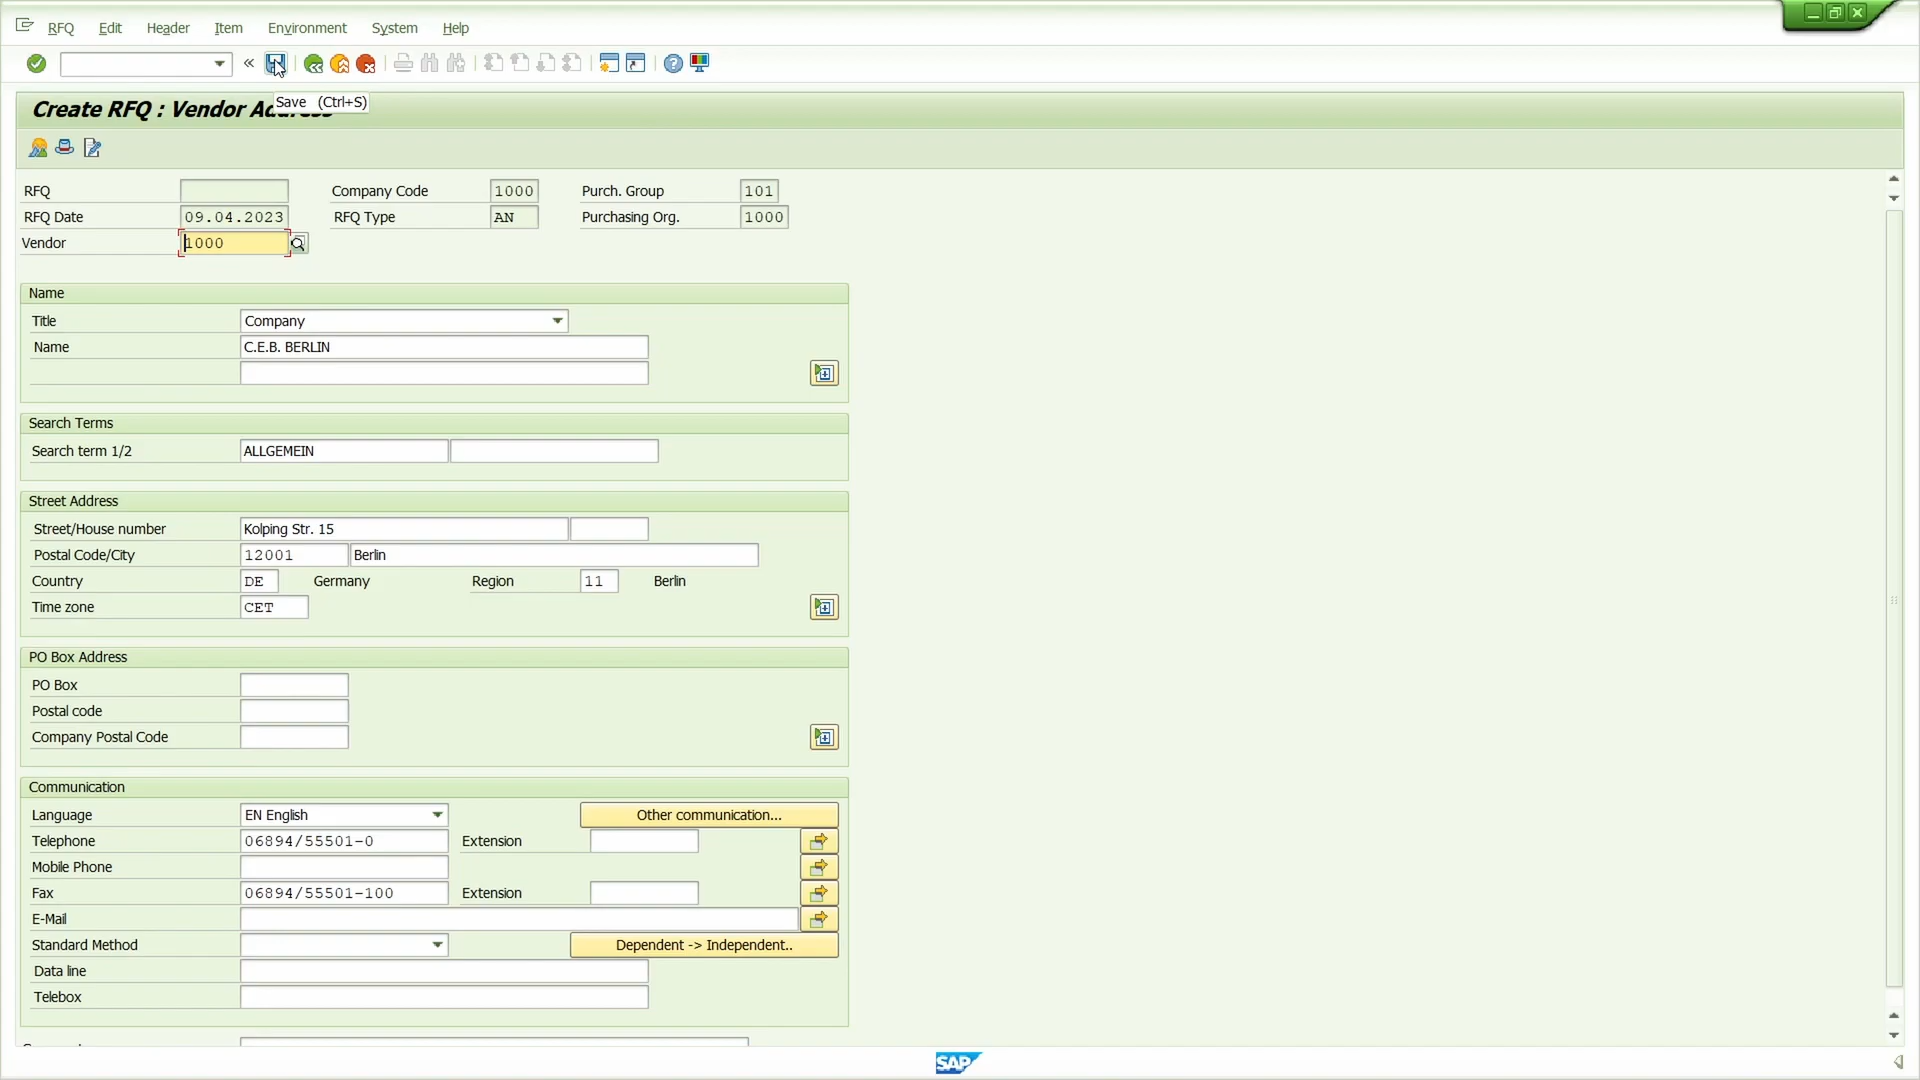 RFQ Edit Header Item Environment System Help
Save (Ctrl+S)
Create RFQ : Vendor Address
RFQ Company Code 1000 Purch. Group 101
RFQ Date 09.04.2023 RFQ Type AN Purchasing Org. 1000
Vendor 1000
Name
Title Company
Name C.E.B. BERLIN
Search Terms
Search term 1/2 ALLGEMEIN
Street Address
Street/House number Kolping Str. 15
Postal Code/City 12001 Berlin
Country DE Germany Region 11 Berlin
Time zone CET
PO Box Address
PO Box
Postal code
Company Postal Code
Communication
Language EN English Other communication...
Telephone 06894/55501-0 Extension
Mobile Phone
Fax 06894/55501-100 Extension
E-Mail
Standard Method Dependent -> Independent..
Data line
Telebox
SAP